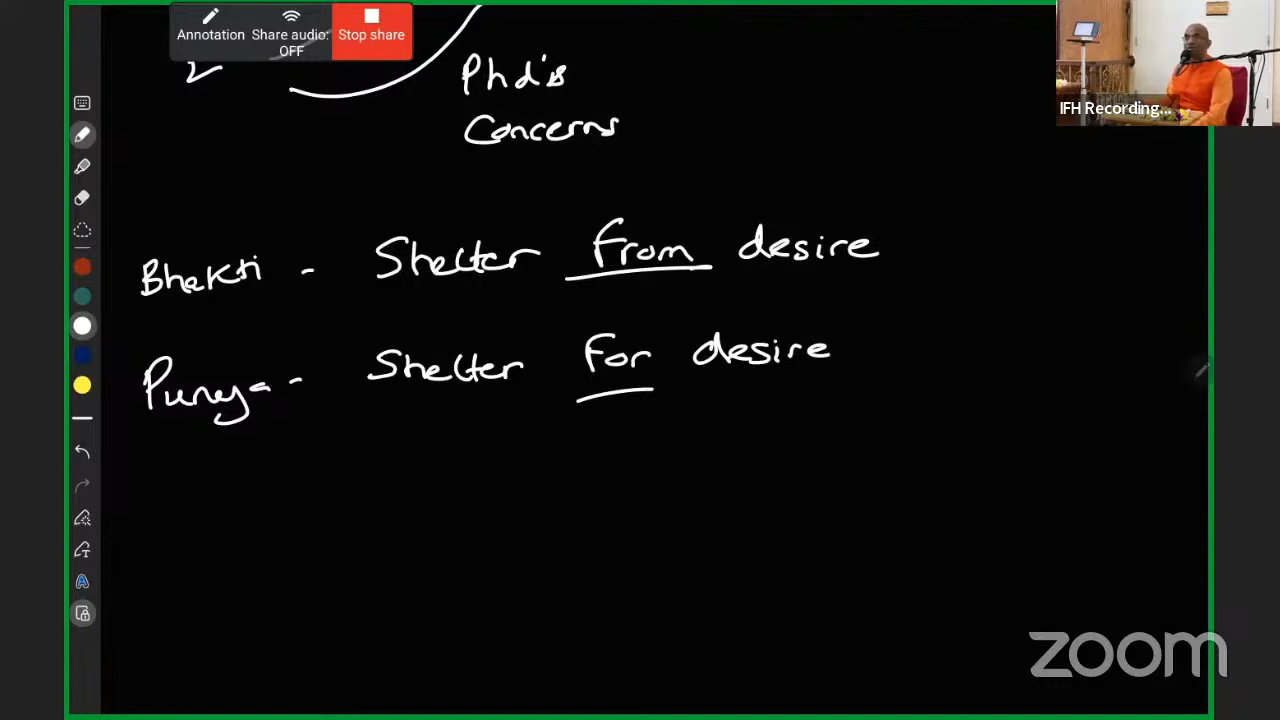 Annotation Share audio: OFF Stop share
IFH Recording...
Phd's
Concerns
Bhakti - Shelter from desire
Punya - Shelter for desire
zoom